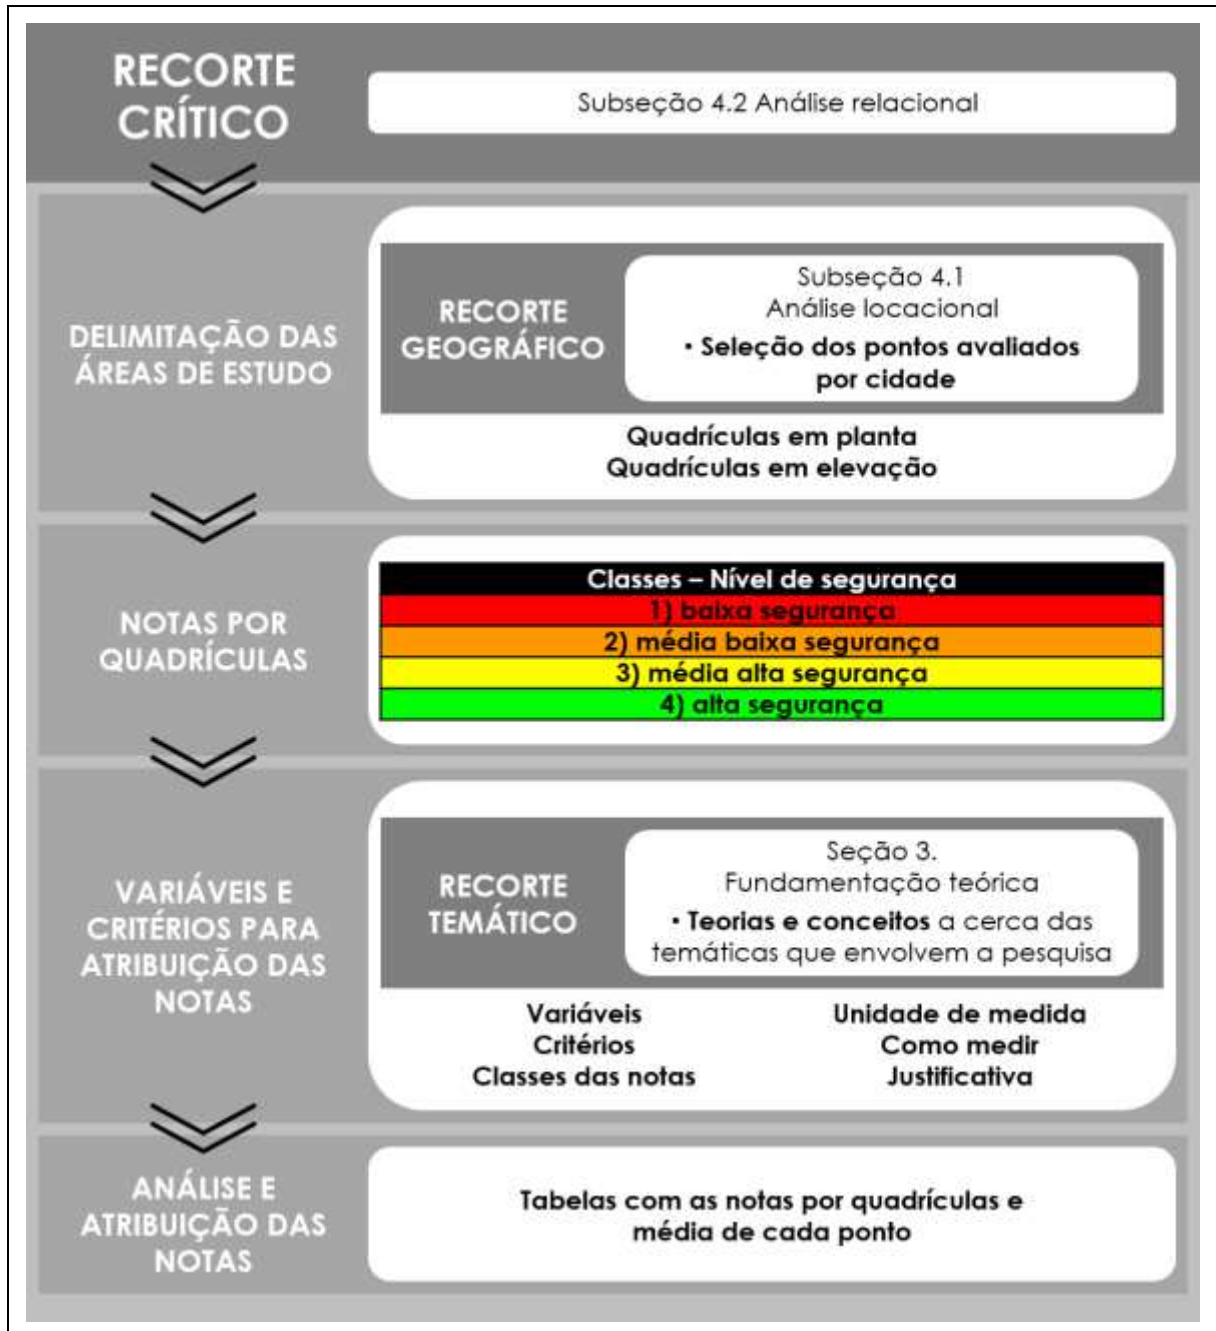 RECORTE
CRÍTICO
Subseção 4.2 Análise relacional
DELIMITAÇÃO DAS
ÁREAS DE ESTUDO
RECORTE
GEOGRÁFICO
Subseção 4.1
Análise locacional
• Seleção dos pontos avaliados
por cidade
Quadrículas em planta
Quadrículas em elevação
NOTAS POR
QUADRÍCULAS
Classes – Nível de segurança
1) baixa segurança
2) média baixa segurança
3) média alta segurança
4) alta segurança
VARIÁVEIS E
CRITÉRIOS PARA
ATRIBUIÇÃO DAS
NOTAS
RECORTE
TEMÁTICO
Seção 3.
Fundamentação teórica
• Teorias e conceitos a cerca das
temáticas que envolvem a pesquisa
Variáveis
Critérios
Classes das notas
Unidade de medida
Como medir
Justificativa
ANÁLISE E
ATRIBUIÇÃO DAS
NOTAS
Tabelas com as notas por quadrículas e
média de cada ponto